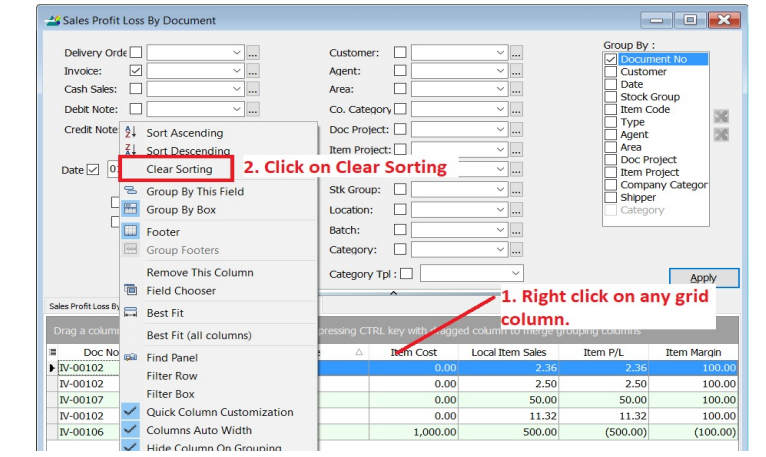 Sales Profit Loss By Document
Delivery Orde
Invoice:
Cash Sales:
Debit Note:
Credit Note
Date
Customer:
Agent:
Area:
Co. Category
Doc Project:
Item Project:
Stk Group:
Location:
Batch:
Category:
Category Tpl :
Group By :
Document No
Customer
Date
Stock Group
Item Code
Type
Agent
Area
Doc Project
Item Project
Company Categor
Shipper
Category
Apply
Sort Ascending
Sort Descending
Clear Sorting
Group By This Field
Group By Box
Footer
Group Footers
Remove This Column
Field Chooser
Best Fit
Best Fit (all columns)
Find Panel
Filter Row
Filter Box
Quick Column Customization
Columns Auto Width
Hide Column On Grouping
2. Click on Clear Sorting
1. Right click on any grid
column.
Sales Profit Loss By
Drag a column pressing CTRL key with dragged column to merge grouping columns
Doc No Item Cost Local Item Sales Item P/L Item Margin
IV-00102 0.00 2.36 2.36 100.00
IV-00102 0.00 2.50 2.50 100.00
IV-00107 0.00 50.00 50.00 100.00
IV-00102 0.00 11.32 11.32 100.00
IV-00106 1,000.00 500.00 (500.00) (100.00)